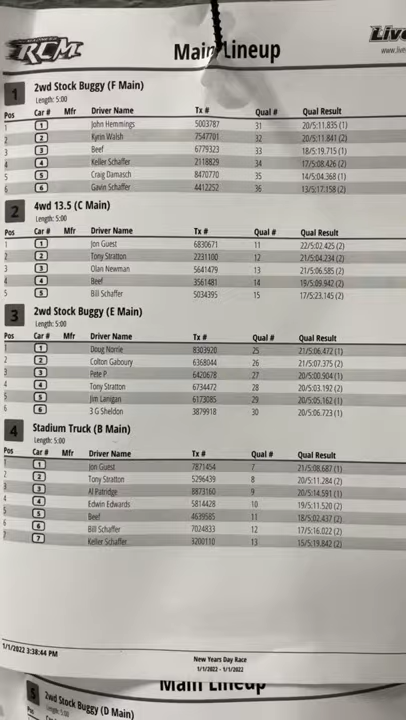 RCM
Main Lineup
Live
www.live
1 2wd Stock Buggy (F Main)
Length: 5:00
Pos Car # Mfr Driver Name Tx # Qual # Qual Result
1 1 John Hemmings 5003787 31 20/5:11.835 (1)
2 2 Kyrin Walsh 7547701 32 20/5:11.841 (2)
3 3 Beef 6779323 33 18/5:19.715 (1)
4 4 Keller Schaffer 2118829 34 17/5:08.426 (2)
5 5 Craig Damasch 8470770 35 14/5:04.368 (1)
6 6 Gavin Schaffer 4412252 36 13/5:17.158 (2)
2 4wd 13.5 (C Main)
Length: 5:00
Pos Car # Mfr Driver Name Tx # Qual # Qual Result
1 1 Jon Guest 6830671 11 22/5:02.425 (2)
2 2 Tony Stratton 2231100 12 21/5:04.234 (2)
3 3 Olan Newman 5641479 13 21/5:06.585 (2)
4 4 Beef 3561481 14 19/5:09.942 (2)
5 5 Bill Schaffer 5034395 15 17/5:23.145 (2)
3 2wd Stock Buggy (E Main)
Length: 5:00
Pos Car # Mfr Driver Name Tx # Qual # Qual Result
1 1 Doug Norrie 8303920 25 21/5:06.472 (1)
2 2 Colton Gaboury 6368044 26 21/5:07.375 (2)
3 3 Pete P 6420678 27 20/5:00.904 (1)
4 4 Tony Stratton 6734472 28 20/5:03.192 (2)
5 5 Jim Lanigan 6173085 29 20/5:05.162 (1)
6 6 3 G Sheldon 3879918 30 20/5:06.723 (1)
4 Stadium Truck (B Main)
Length: 5:00
Pos Car # Mfr Driver Name Tx # Qual # Qual Result
1 1 Jon Guest 7871454 7 21/5:08.687 (1)
2 2 Tony Stratton 5296439 8 20/5:11.284 (2)
3 3 Al Patridge 8873160 9 20/5:14.591 (1)
4 4 Edwin Edwards 5814428 10 19/5:11.520 (2)
5 5 Beef 4639585 11 18/5:02.437 (2)
6 6 Bill Schaffer 7024833 12 17/5:16.022 (2)
7 7 Keller Schaffer 3200110 13 15/5:19.842 (2)
1/1/2022 3:38:44 PM
New Years Day Race
1/1/2022 - 1/1/2022
Main Lineup
5 2wd Stock Buggy (D Main)
Length: 5:00
Pos Car # Mfr Driver Name